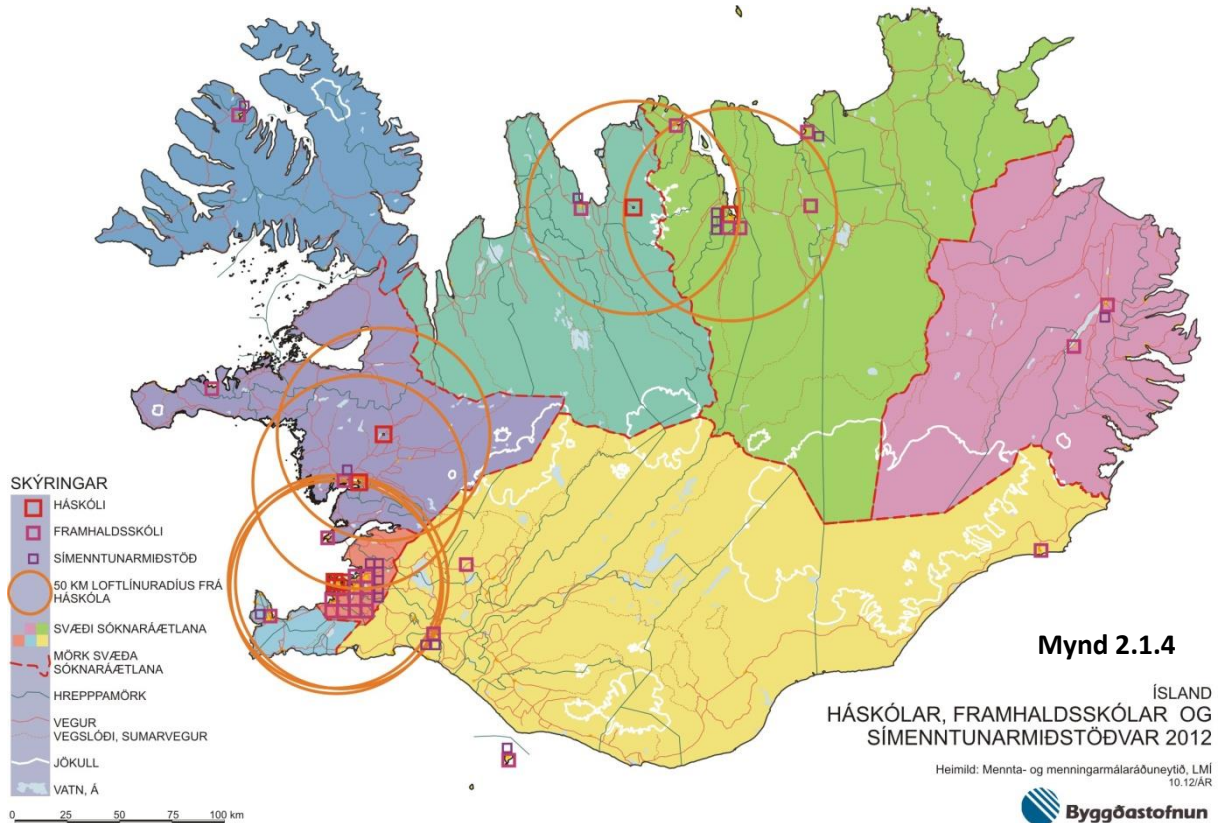 SKÝRINGAR
HÁSKÓLI
FRAMHALDSSKÓLI
SÍMENNTUNARMIÐSTÖÐ
50 KM LOFTLÍNURADÍUS FRÁ
HÁSKÓLA
SVÆÐI SÓKNARÁÆTLANA
MÖRK SVÆÐA
SÓKNARÁÆTLANA
HREPPPAMÖRK
VEGUR
VEGSLÓÐI, SUMARVEGUR
JÖKULL
VATN, Á
0 25 50 75 100 km
Mynd 2.1.4
ÍSLAND
HÁSKÓLAR, FRAMHALDSSKÓLAR OG
SÍMENNTUNARMIÐSTÖÐVAR 2012
Heimild: Mennta- og menningarmálaráðuneytið, LMÍ
10.12/ÁR
Byggðastofnun